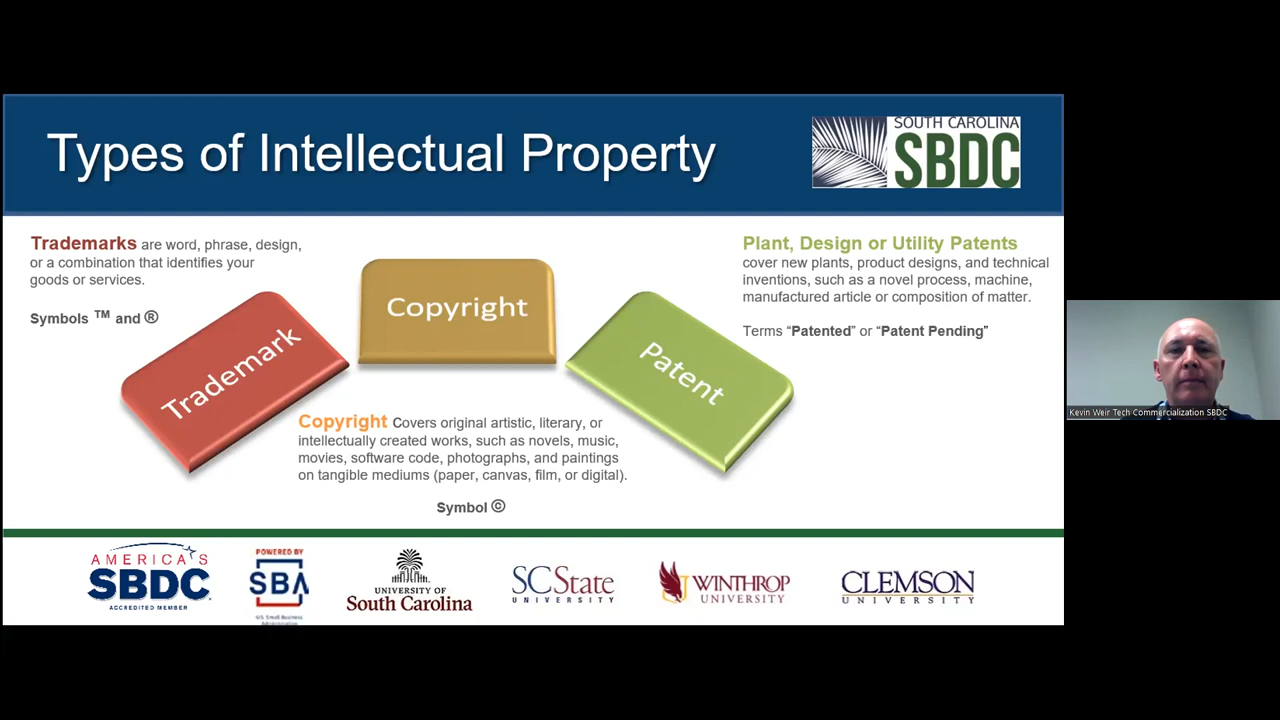 Types of Intellectual Property
SOUTH CAROLINA
SBDC
Trademarks are word, phrase, design,
or a combination that identifies your
goods or services.
Symbols ™ and ®
Trademark
Copyright
Patent
Plant, Design or Utility Patents
cover new plants, product designs, and technical
inventions, such as a novel process, machine,
manufactured article or composition of matter.
Terms “Patented” or “Patent Pending”
Copyright Covers original artistic, literary, or
intellectually created works, such as novels, music,
movies, software code, photographs, and paintings
on tangible mediums (paper, canvas, film, or digital).
Symbol ©
Kevin Weir Tech Commercialization SBDC
AMERICA'S
SBDC
ACCREDITED MEMBER
POWERED BY
SBA
U.S. Small Business
Administration
UNIVERSITY OF
South Carolina
SC State
UNIVERSITY
WINTHROP
UNIVERSITY
CLEMSON
UNIVERSITY